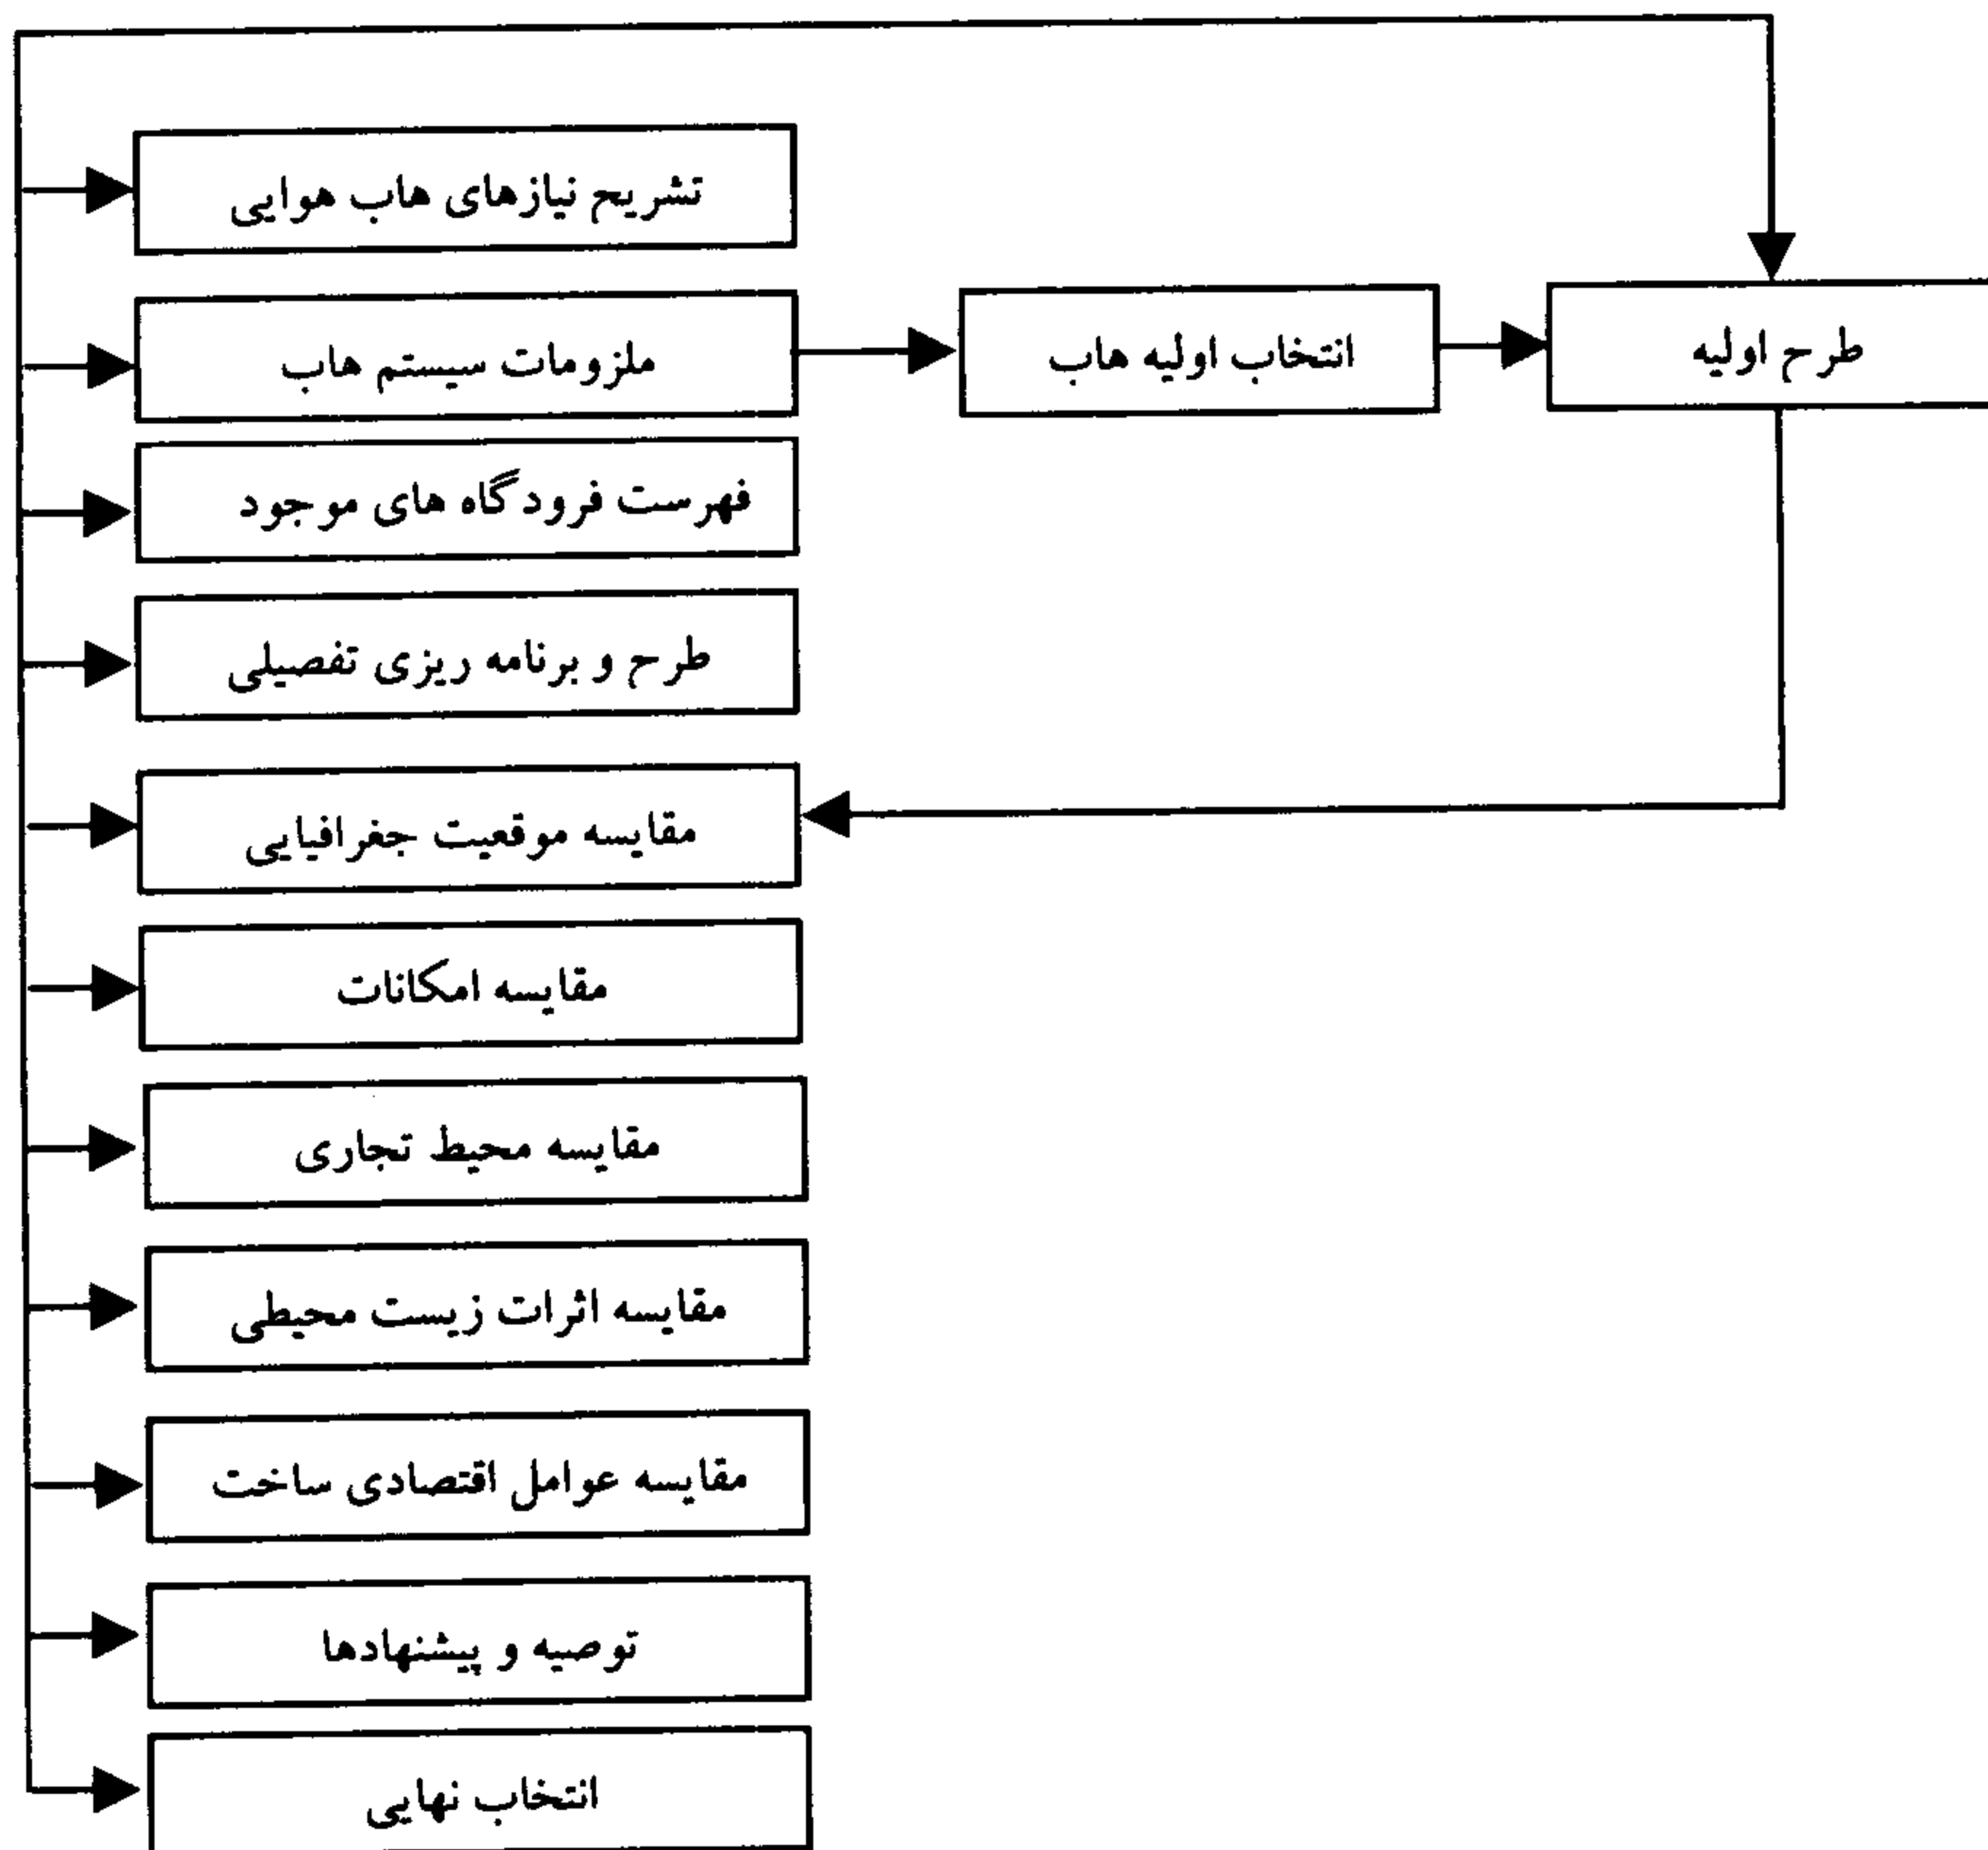 تشریح نیازهای هاب هوایی
ملزومات سیستم هاب
انتخاب اولیه هاب
طرح اولیه
فهرست فرودگاه های موجود
طرح و برنامه ریزی تفصیلی
مقایسه موقعیت جغرافیایی
مقایسه امکانات
مقایسه محیط تجاری
مقایسه اثرات زیست محیطی
مقایسه عوامل اقتصادی ساخت
توصیه و پیشنهادها
انتخاب نهایی